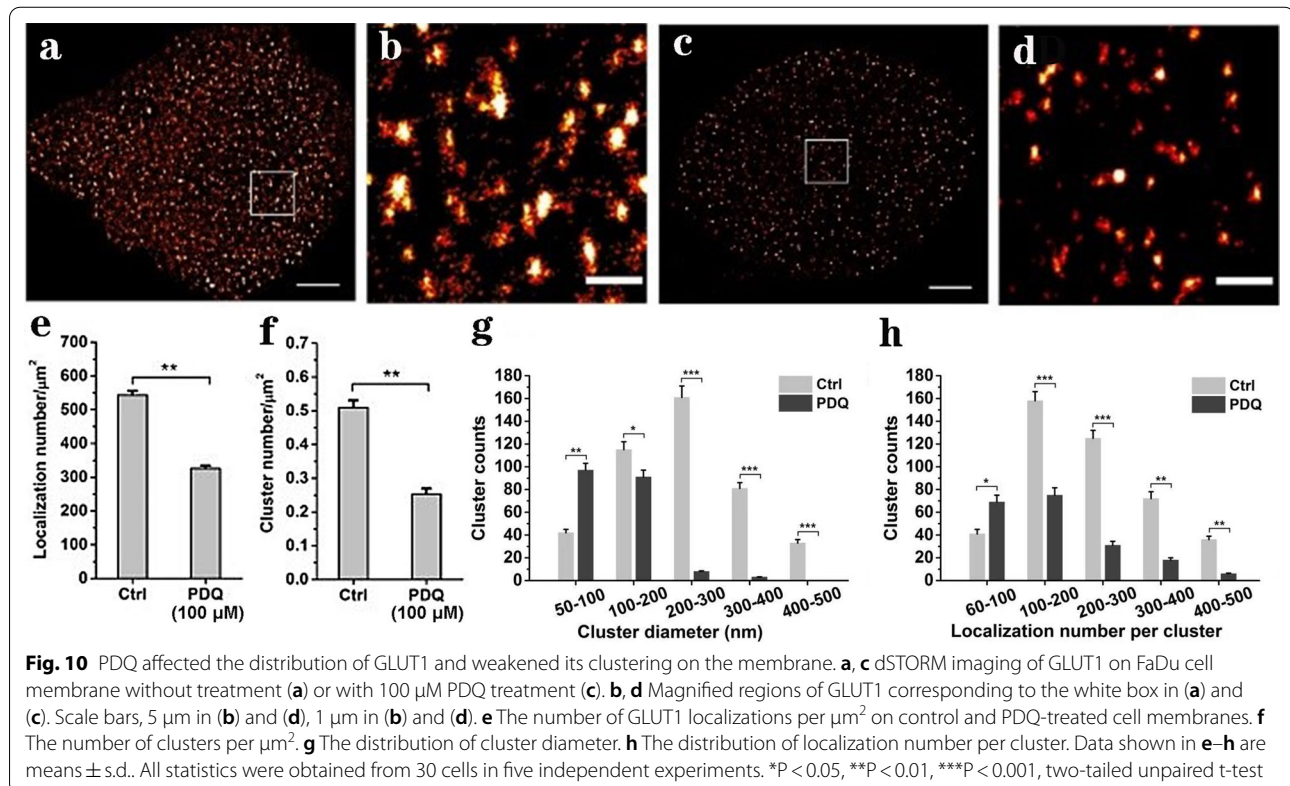 a
b
c
d
e
f
g
h
Localization number/μm²
700
600
500
400
300
200
100
0
**
Ctrl
PDQ
(100 μM)
Cluster number/μm²
0.7
0.6
0.5
0.4
0.3
0.2
0.1
0.0
**
Ctrl
PDQ
(100 μM)
Cluster counts
180
160
140
120
100
80
60
40
20
0
**
*
***
***
***
Ctrl
PDQ
50-100
100-200
200-300
300-400
400-500
Cluster diameter (nm)
Cluster counts
180
160
140
120
100
80
60
40
20
0
*
***
***
**
**
Ctrl
PDQ
60-100
100-200
200-300
300-400
400-500
Localization number per cluster
Fig. 10 PDQ affected the distribution of GLUT1 and weakened its clustering on the membrane. a, c dSTORM imaging of GLUT1 on FaDu cell
membrane without treatment (a) or with 100 μM PDQ treatment (c). b, d Magnified regions of GLUT1 corresponding to the white box in (a) and
(c). Scale bars, 5 μm in (b) and (d), 1 μm in (b) and (d). e The number of GLUT1 localizations per μm² on control and PDQ-treated cell membranes. f
The number of clusters per μm². g The distribution of cluster diameter. h The distribution of localization number per cluster. Data shown in e–h are
means ± s.d.. All statistics were obtained from 30 cells in five independent experiments. *P < 0.05, **P < 0.01, ***P < 0.001, two-tailed unpaired t-test